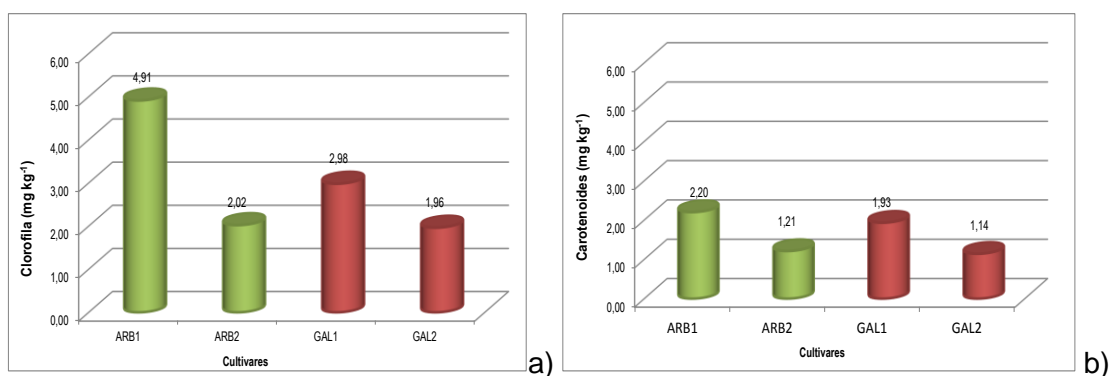 6,00
5,00
4,00
3,00
2,00
1,00
0,00
Clorofila (mg kg⁻¹)
4,91
2,02
2,98
1,96
ARB1 ARB2 GAL1 GAL2
Cultivares
a)
6,00
5,00
4,00
3,00
2,00
1,00
0,00
Carotenoides (mg kg⁻¹)
2,20
1,21
1,93
1,14
ARB1 ARB2 GAL1 GAL2
Cultivares
b)